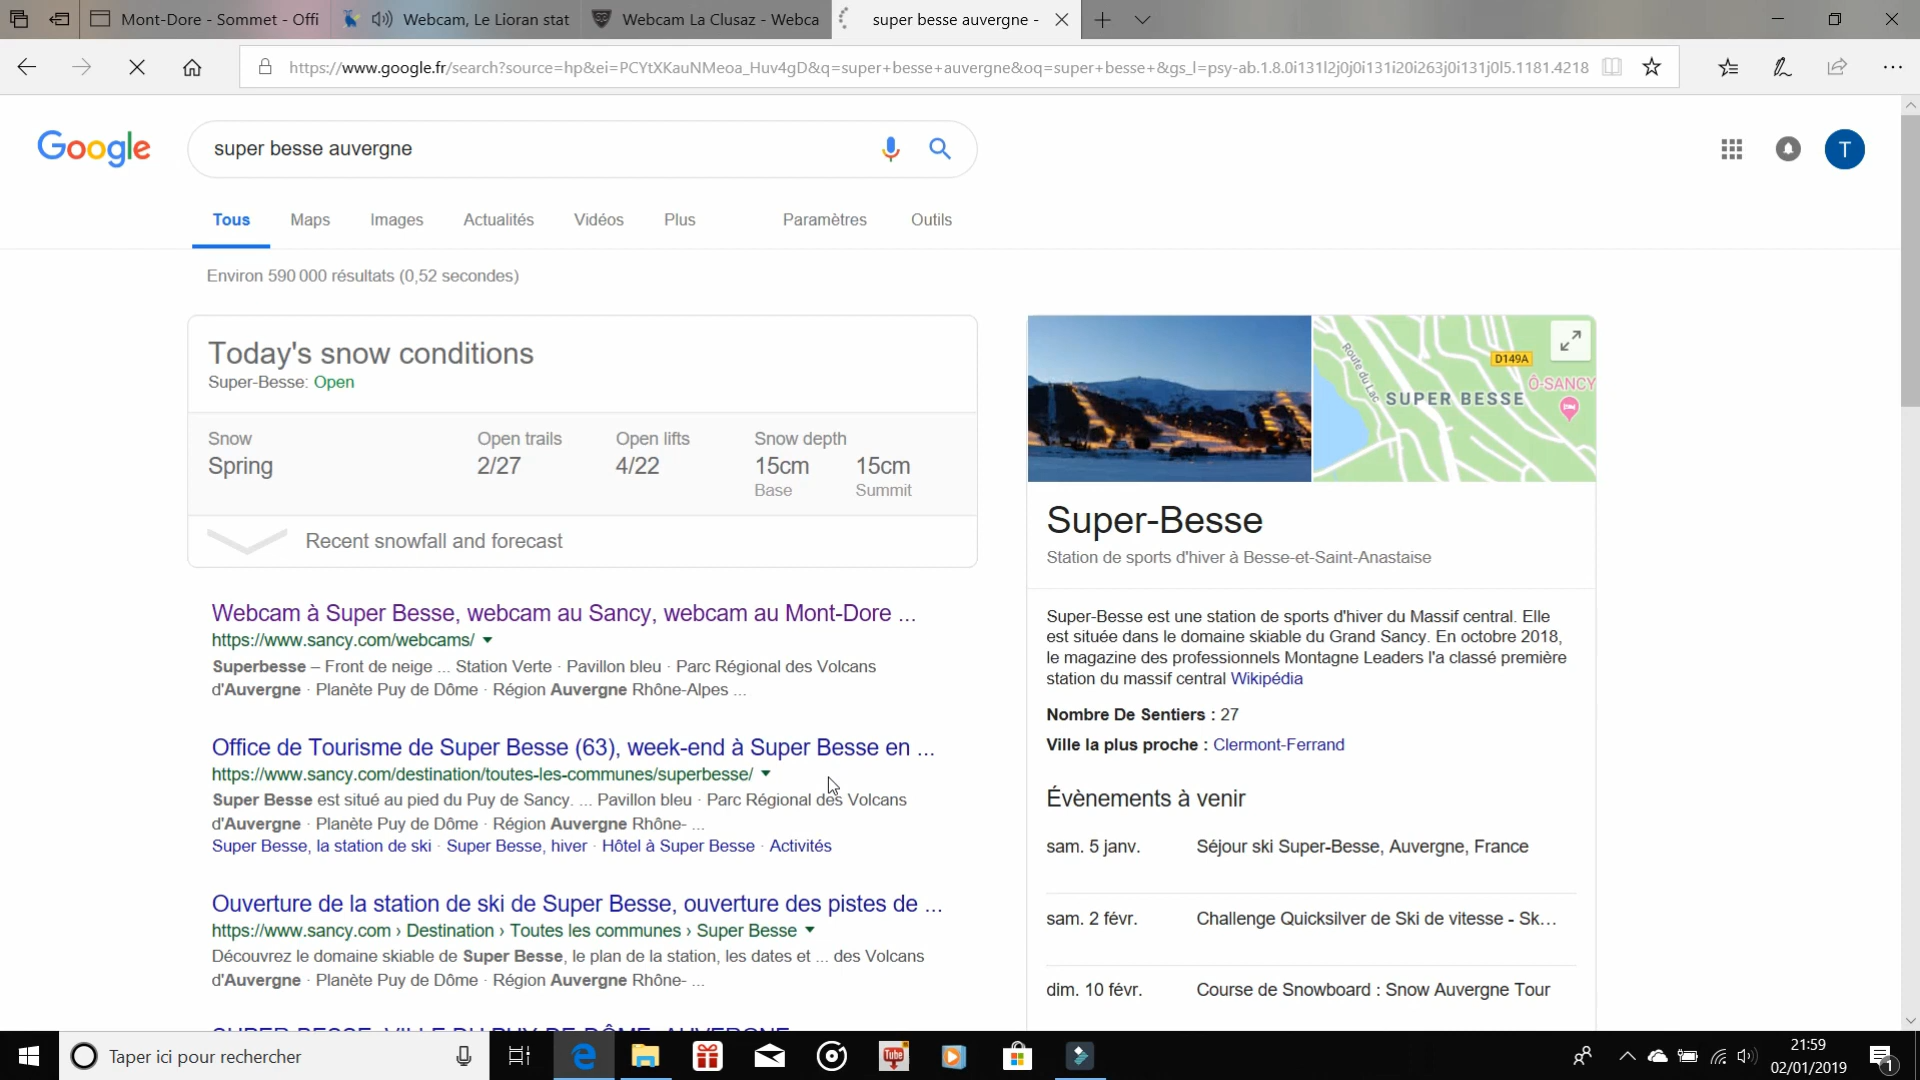 Mont-Dore - Sommet - Offi
Webcam, Le Lioran stat
Webcam La Clusaz - Webca
super besse auvergne -
https://www.google.fr/search?source=hp&ei=PCYtXKauNMeoa_Huv4gD&q=super+besse+auvergne&oq=super+besse+&gs_l=psy-ab.1.8.0i131l2j0j0i131i20i263j0i131j0l5.1181.4218
Google
super besse auvergne
T
Tous Maps Images Actualités Vidéos Plus Paramètres Outils
Environ 590 000 résultats (0,52 secondes)
Today's snow conditions
Super-Besse: Open
Snow Open trails Open lifts Snow depth
Spring 2/27 4/22 15cm 15cm
Base Summit
Recent snowfall and forecast
Webcam à Super Besse, webcam au Sancy, webcam au Mont-Dore ...
https://www.sancy.com/webcams/
Superbesse – Front de neige ... Station Verte · Pavillon bleu · Parc Régional des Volcans
d'Auvergne · Planète Puy de Dôme · Région Auvergne Rhône-Alpes ...
Office de Tourisme de Super Besse (63), week-end à Super Besse en ...
https://www.sancy.com/destination/toutes-les-communes/superbesse/
Super Besse est situé au pied du Puy de Sancy. ... Pavillon bleu · Parc Régional des Volcans
d'Auvergne · Planète Puy de Dôme · Région Auvergne Rhône- ...
Super Besse, la station de ski · Super Besse, hiver · Hôtel à Super Besse · Activités
Ouverture de la station de ski de Super Besse, ouverture des pistes de ...
https://www.sancy.com › Destination › Toutes les communes › Super Besse
Découvrez le domaine skiable de Super Besse, le plan de la station, les dates et ... des Volcans
d'Auvergne · Planète Puy de Dôme · Région Auvergne Rhône- ...
SUPER BESSE, VILLE DU PUY DE DÔME, AUVERGNE
Route du Lac
D149A
Ô-SANCY
SUPER BESSE
Super-Besse
Station de sports d'hiver à Besse-et-Saint-Anastaise
Super-Besse est une station de sports d'hiver du Massif central. Elle
est située dans le domaine skiable du Grand Sancy. En octobre 2018,
le magazine des professionnels Montagne Leaders l'a classé première
station du massif central Wikipédia
Nombre De Sentiers : 27
Ville la plus proche : Clermont-Ferrand
Évènements à venir
sam. 5 janv. Séjour ski Super-Besse, Auvergne, France
sam. 2 févr. Challenge Quicksilver de Ski de vitesse - Sk...
dim. 10 févr. Course de Snowboard : Snow Auvergne Tour
Taper ici pour rechercher
Tube
21:59
02/01/2019
1